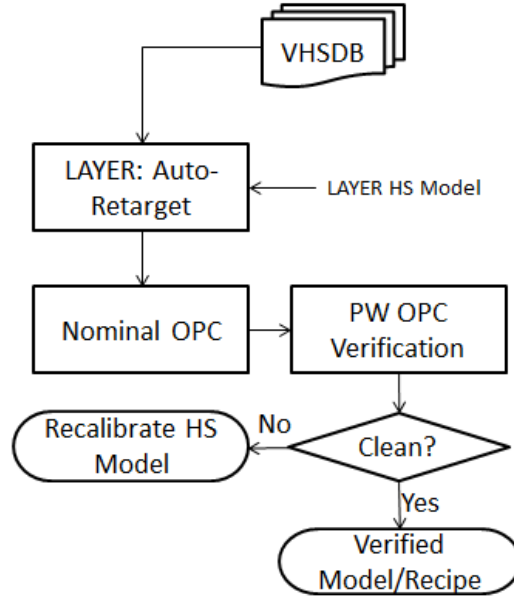 VHSDB
LAYER: Auto-
Retarget
LAYER HS Model
Nominal OPC
PW OPC
Verification
Recalibrate HS
Model
No
Clean?
Yes
Verified
Model/Recipe